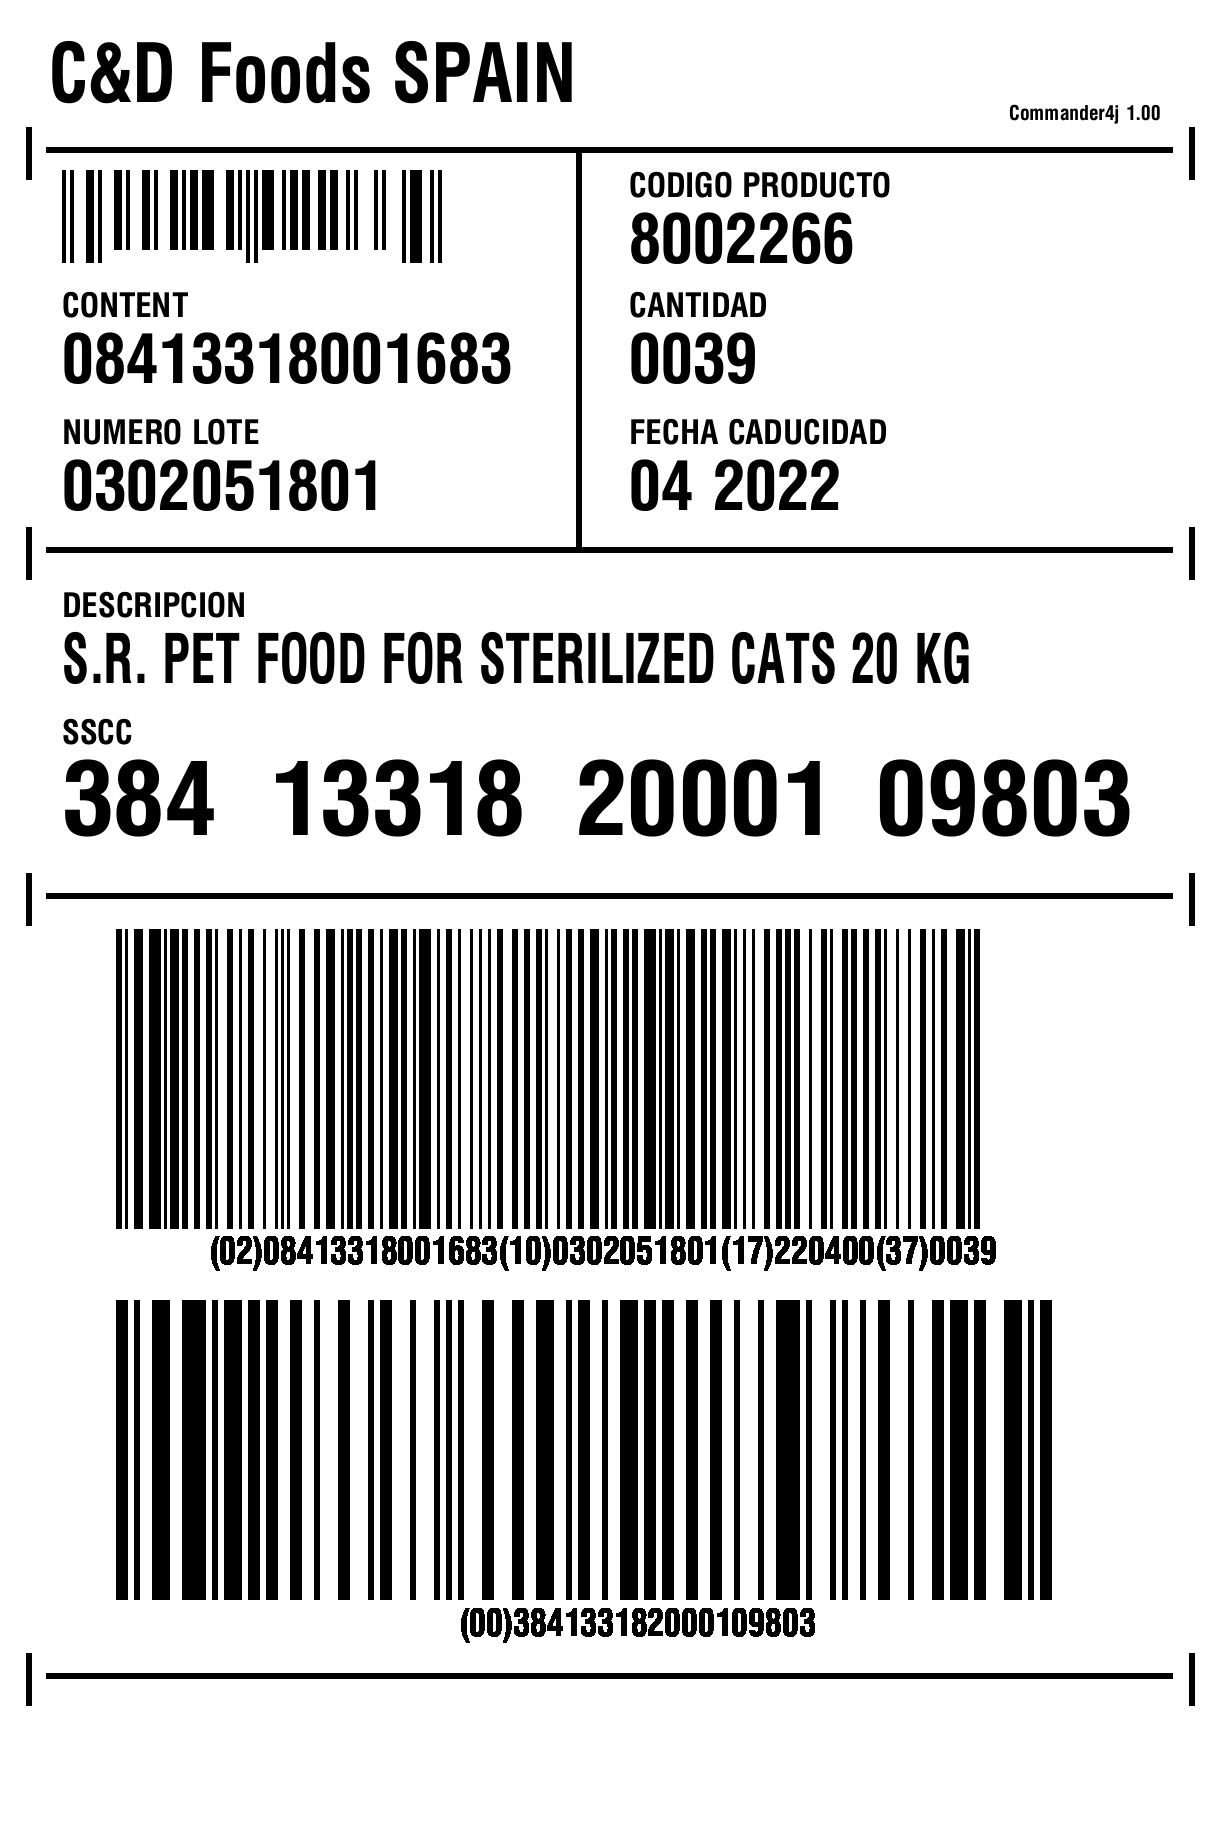 C&D Foods SPAIN
Commander4j 1.00
CONTENT
08413318001683
NUMERO LOTE
0302051801
CODIGO PRODUCTO
8002266
CANTIDAD
0039
FECHA CADUCIDAD
04 2022
DESCRIPCION
S.R. PET FOOD FOR STERILIZED CATS 20 KG
SSCC
384 13318 20001 09803
(02)08413318001683(10)0302051801(17)220400(37)0039
(00)384133182000109803